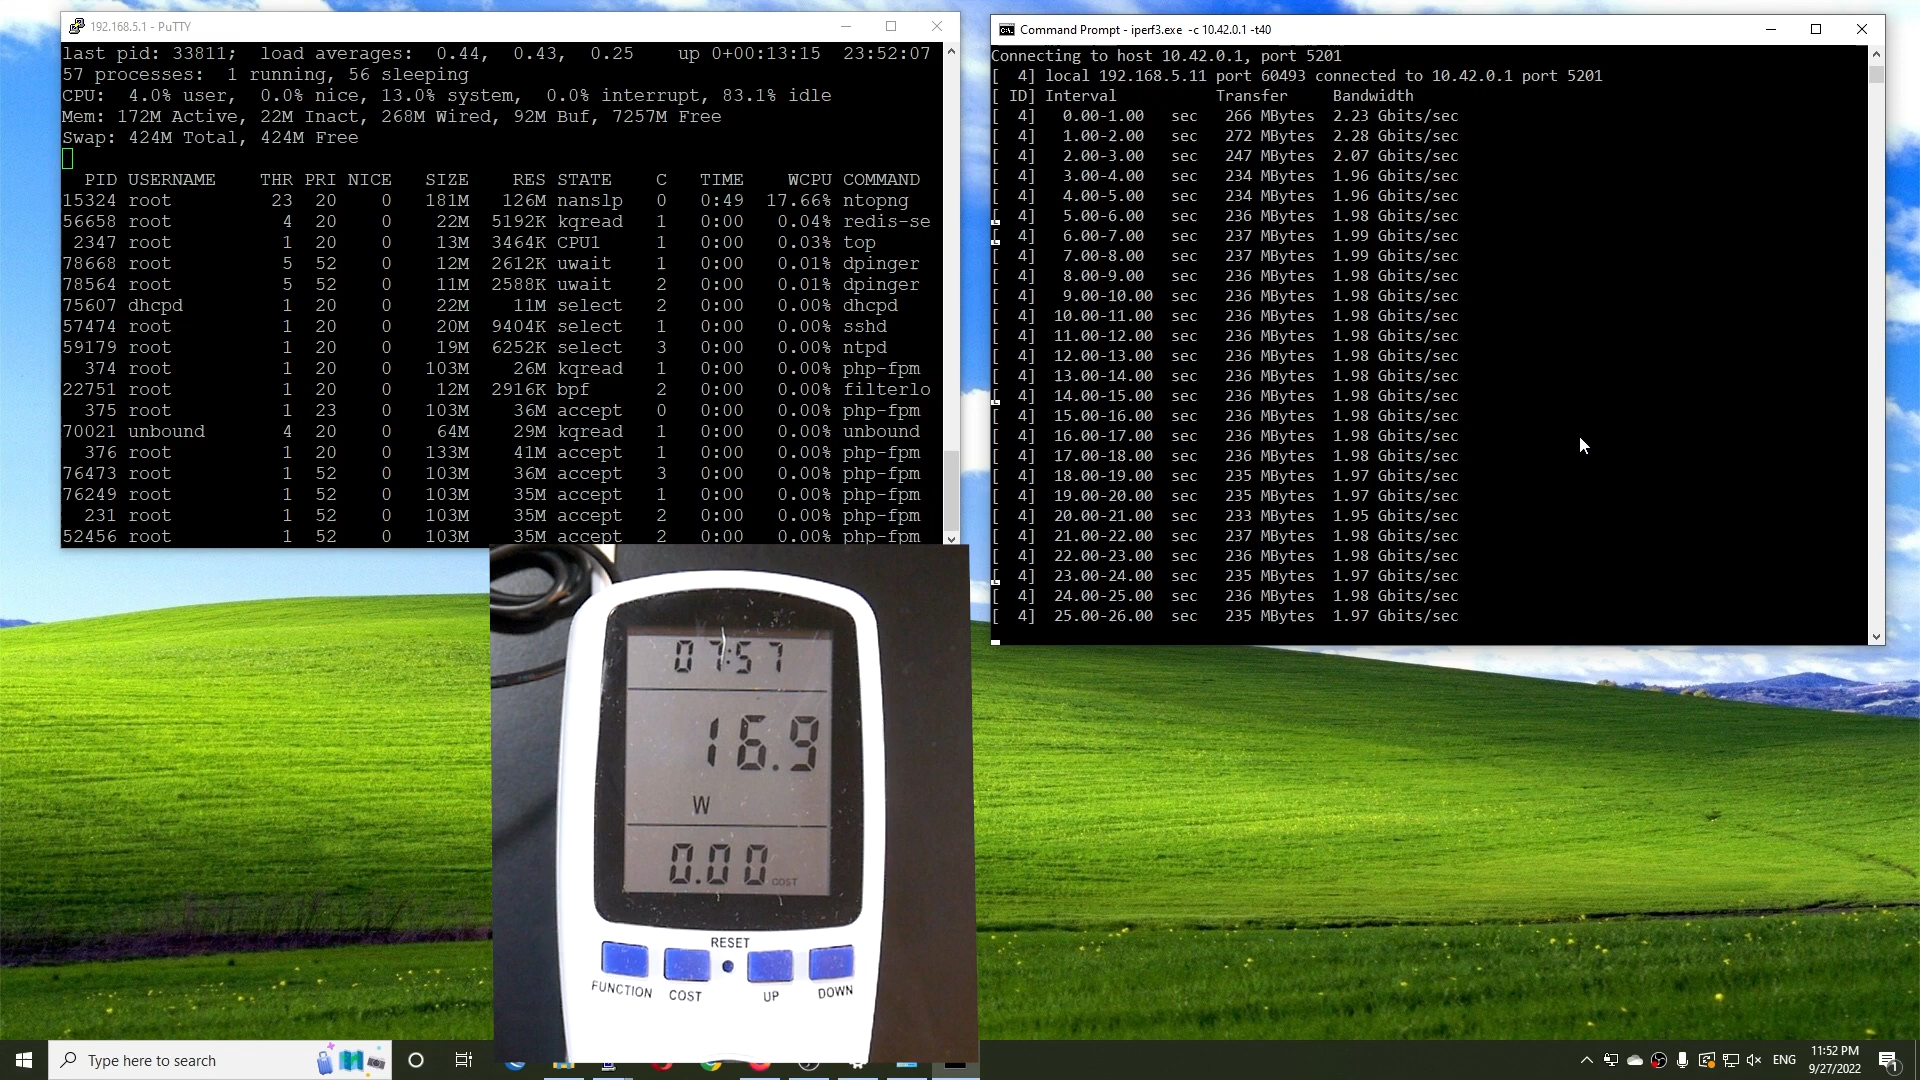 192.168.5.1 - PuTTY
last pid: 33811;  load averages:  0.44,  0.43,  0.25    up 0+00:13:15  23:52:07
57 processes:  1 running, 56 sleeping
CPU:  4.0% user,  0.0% nice, 13.0% system,  0.0% interrupt, 83.1% idle
Mem: 172M Active, 22M Inact, 268M Wired, 92M Buf, 7257M Free
Swap: 424M Total, 424M Free
PID USERNAME    THR PRI NICE   SIZE    RES STATE    C   TIME    WCPU COMMAND
15324 root         23  20    0   181M   126M nanslp   0   0:49  17.66% ntopng
56658 root          4  20    0    22M  5192K kqread   1   0:00   0.04% redis-se
2347 root          1  20    0    13M  3464K CPU1     1   0:00   0.03% top
78668 root          5  52    0    12M  2612K uwait    1   0:00   0.01% dpinger
78564 root          5  52    0    11M  2588K uwait    2   0:00   0.01% dpinger
75607 dhcpd         1  20    0    22M    11M select   2   0:00   0.00% dhcpd
57474 root          1  20    0    20M  9404K select   1   0:00   0.00% sshd
59179 root          1  20    0    19M  6252K select   3   0:00   0.00% ntpd
374 root          1  20    0   103M    26M kqread   1   0:00   0.00% php-fpm
22751 root          1  20    0    12M  2916K bpf      2   0:00   0.00% filterlo
375 root          1  23    0   103M    36M accept   0   0:00   0.00% php-fpm
70021 unbound       4  20    0    64M    29M kqread   1   0:00   0.00% unbound
376 root          1  20    0   133M    41M accept   1   0:00   0.00% php-fpm
76473 root          1  52    0   103M    36M accept   3   0:00   0.00% php-fpm
76249 root          1  52    0   103M    35M accept   1   0:00   0.00% php-fpm
231 root          1  52    0   103M    35M accept   2   0:00   0.00% php-fpm
52456 root          1  52    0   103M    35M accept   2   0:00   0.00% php-fpm
Command Prompt - iperf3.exe  -c 10.42.0.1 -t40
Connecting to host 10.42.0.1, port 5201
[  4] local 192.168.5.11 port 60493 connected to 10.42.0.1 port 5201
[ ID] Interval           Transfer     Bandwidth
[  4]   0.00-1.00   sec   266 MBytes  2.23 Gbits/sec
[  4]   1.00-2.00   sec   272 MBytes  2.28 Gbits/sec
[  4]   2.00-3.00   sec   247 MBytes  2.07 Gbits/sec
[  4]   3.00-4.00   sec   234 MBytes  1.96 Gbits/sec
[  4]   4.00-5.00   sec   234 MBytes  1.96 Gbits/sec
[  4]   5.00-6.00   sec   236 MBytes  1.98 Gbits/sec
[  4]   6.00-7.00   sec   237 MBytes  1.99 Gbits/sec
[  4]   7.00-8.00   sec   237 MBytes  1.99 Gbits/sec
[  4]   8.00-9.00   sec   236 MBytes  1.98 Gbits/sec
[  4]   9.00-10.00  sec   236 MBytes  1.98 Gbits/sec
[  4]  10.00-11.00  sec   236 MBytes  1.98 Gbits/sec
[  4]  11.00-12.00  sec   236 MBytes  1.98 Gbits/sec
[  4]  12.00-13.00  sec   236 MBytes  1.98 Gbits/sec
[  4]  13.00-14.00  sec   236 MBytes  1.98 Gbits/sec
[  4]  14.00-15.00  sec   236 MBytes  1.98 Gbits/sec
[  4]  15.00-16.00  sec   236 MBytes  1.98 Gbits/sec
[  4]  16.00-17.00  sec   236 MBytes  1.98 Gbits/sec
[  4]  17.00-18.00  sec   236 MBytes  1.98 Gbits/sec
[  4]  18.00-19.00  sec   235 MBytes  1.97 Gbits/sec
[  4]  19.00-20.00  sec   235 MBytes  1.97 Gbits/sec
[  4]  20.00-21.00  sec   233 MBytes  1.95 Gbits/sec
[  4]  21.00-22.00  sec   237 MBytes  1.98 Gbits/sec
[  4]  22.00-23.00  sec   236 MBytes  1.98 Gbits/sec
[  4]  23.00-24.00  sec   235 MBytes  1.97 Gbits/sec
[  4]  24.00-25.00  sec   236 MBytes  1.98 Gbits/sec
[  4]  25.00-26.00  sec   235 MBytes  1.97 Gbits/sec
07:57
16.9
W
0.00 COST
RESET
FUNCTION COST UP DOWN
Type here to search
ENG
11:52 PM
9/27/2022
1